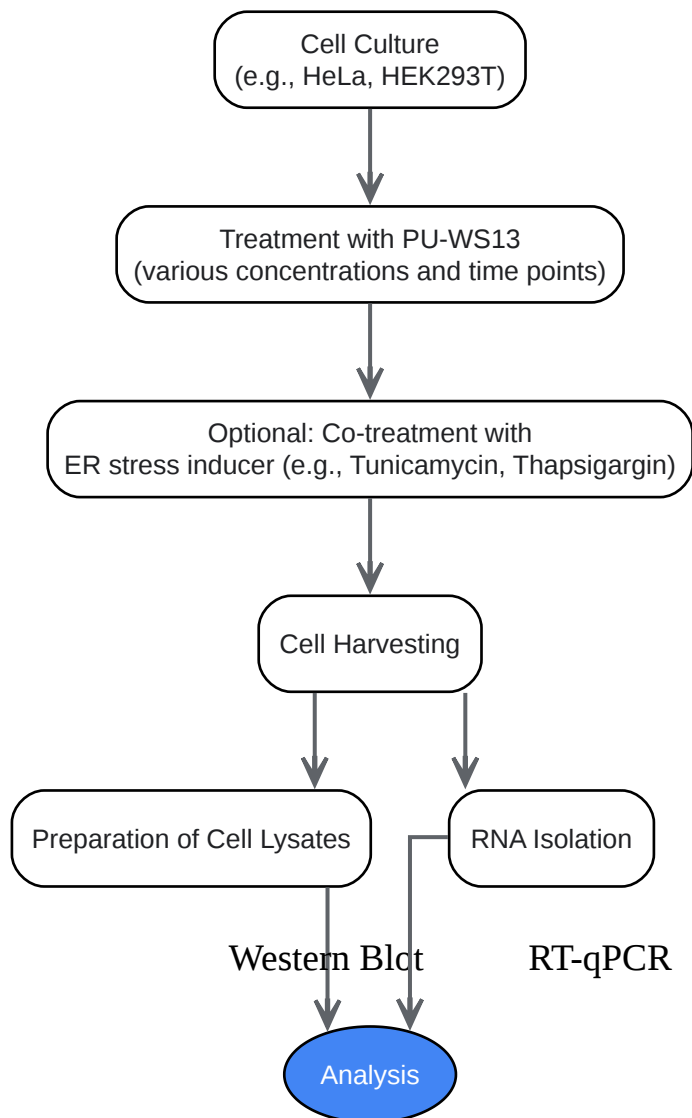 Cell Culture
(e.g., HeLa, HEK293T)
Treatment with PU-WS13
(various concentrations and time points)
Optional: Co-treatment with
ER stress inducer (e.g., Tunicamycin, Thapsigargin)
Cell Harvesting
Preparation of Cell Lysates
RNA Isolation
Western Blot
RT-qPCR
Analysis